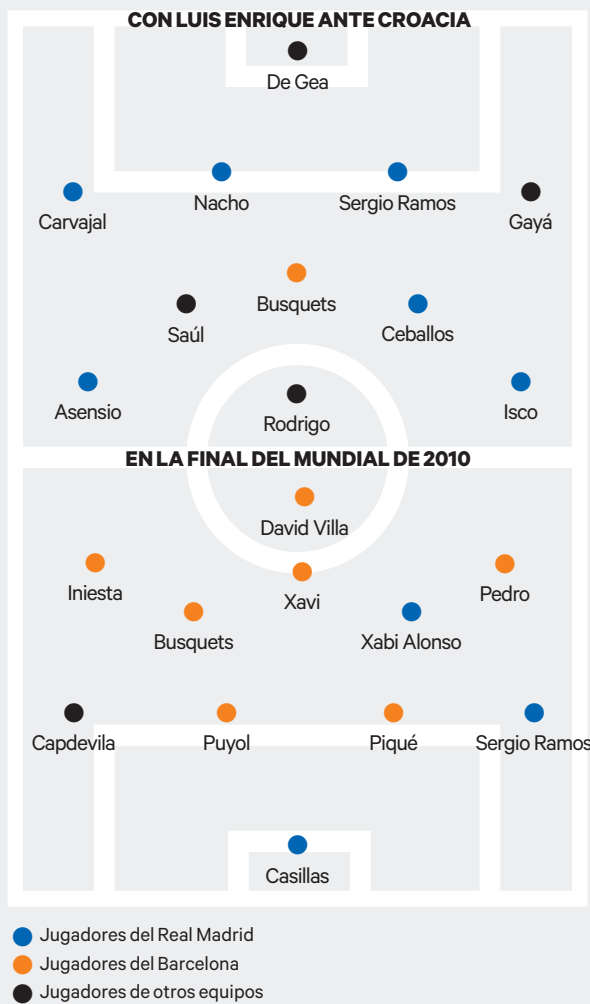 CON LUIS ENRIQUE ANTE CROACIA
De Gea
Nacho
Sergio Ramos
Carvajal
Gayá
Busquets
Saúl
Ceballos
Asensio
Rodrigo
Isco
EN LA FINAL DEL MUNDIAL DE 2010
David Villa
Iniesta
Xavi
Pedro
Busquets
Xabi Alonso
Capdevila
Puyol
Piqué
Sergio Ramos
Casillas
Jugadores del Real Madrid
Jugadores del Barcelona
Jugadores de otros equipos